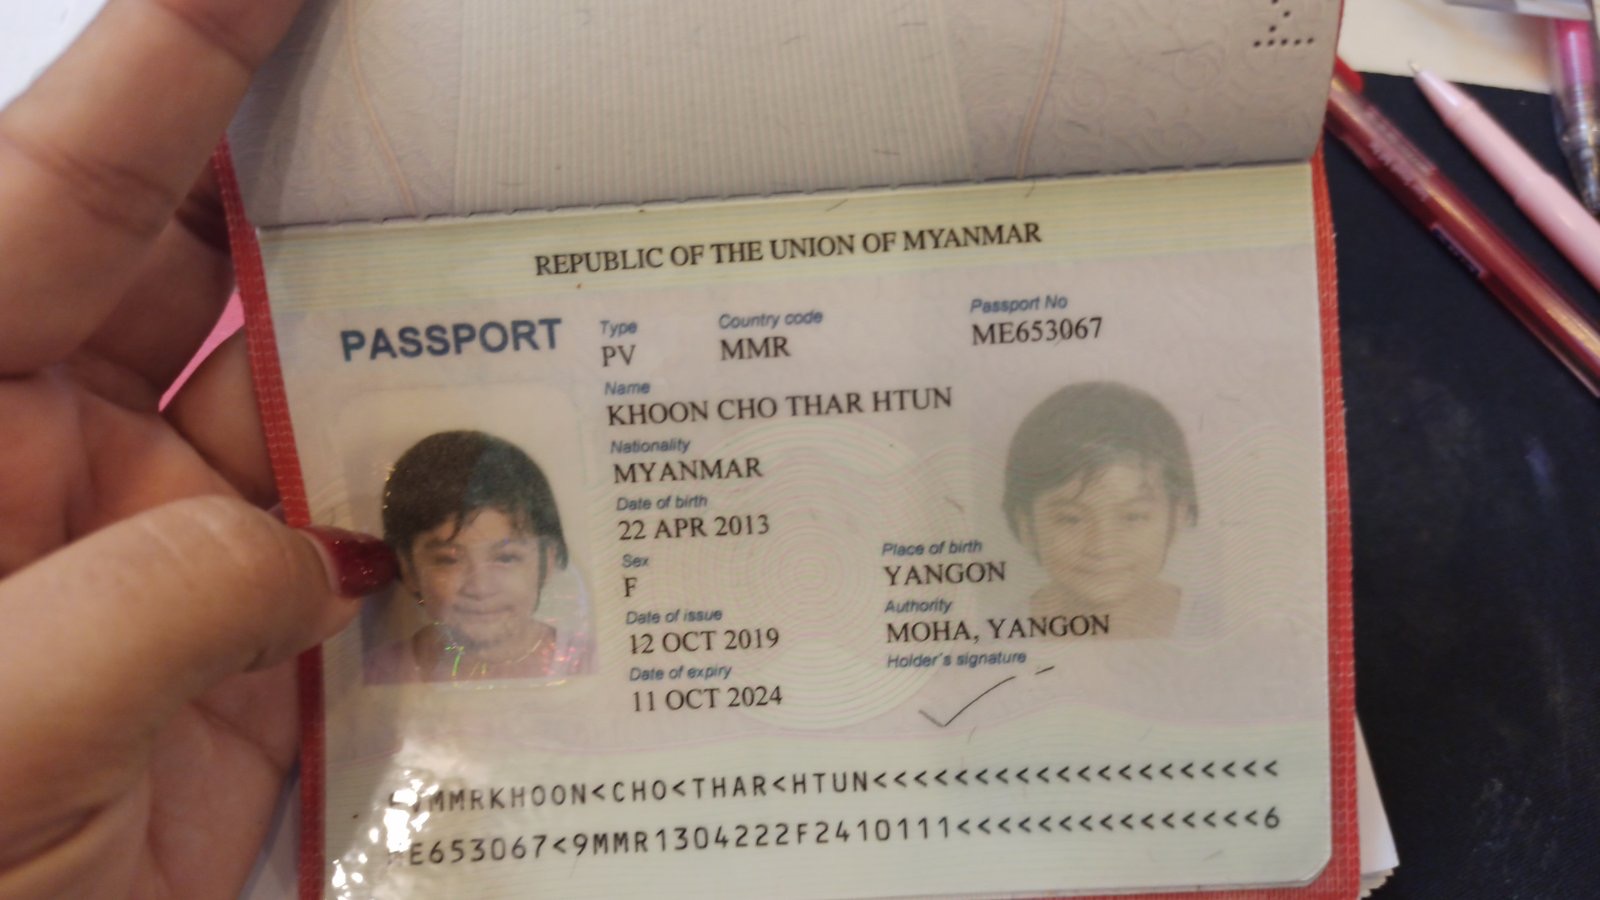 REPUBLIC OF THE UNION OF MYANMAR
PASSPORT
Type
PV
Country code
MMR
Passport No
ME653067
Name
KHOON CHO THAR HTUN
Nationality
MYANMAR
Date of birth
22 APR 2013
Sex
F
Place of birth
YANGON
Date of issue
12 OCT 2019
Authority
MOHA, YANGON
Date of expiry
11 OCT 2024
Holder's signature
MMRKHOON<CHO<THAR<HTUN<<<<<<<<<<<<<<<<<<<<
E653067<9MMR1304222F2410111<<<<<<<<<<<<<<<6